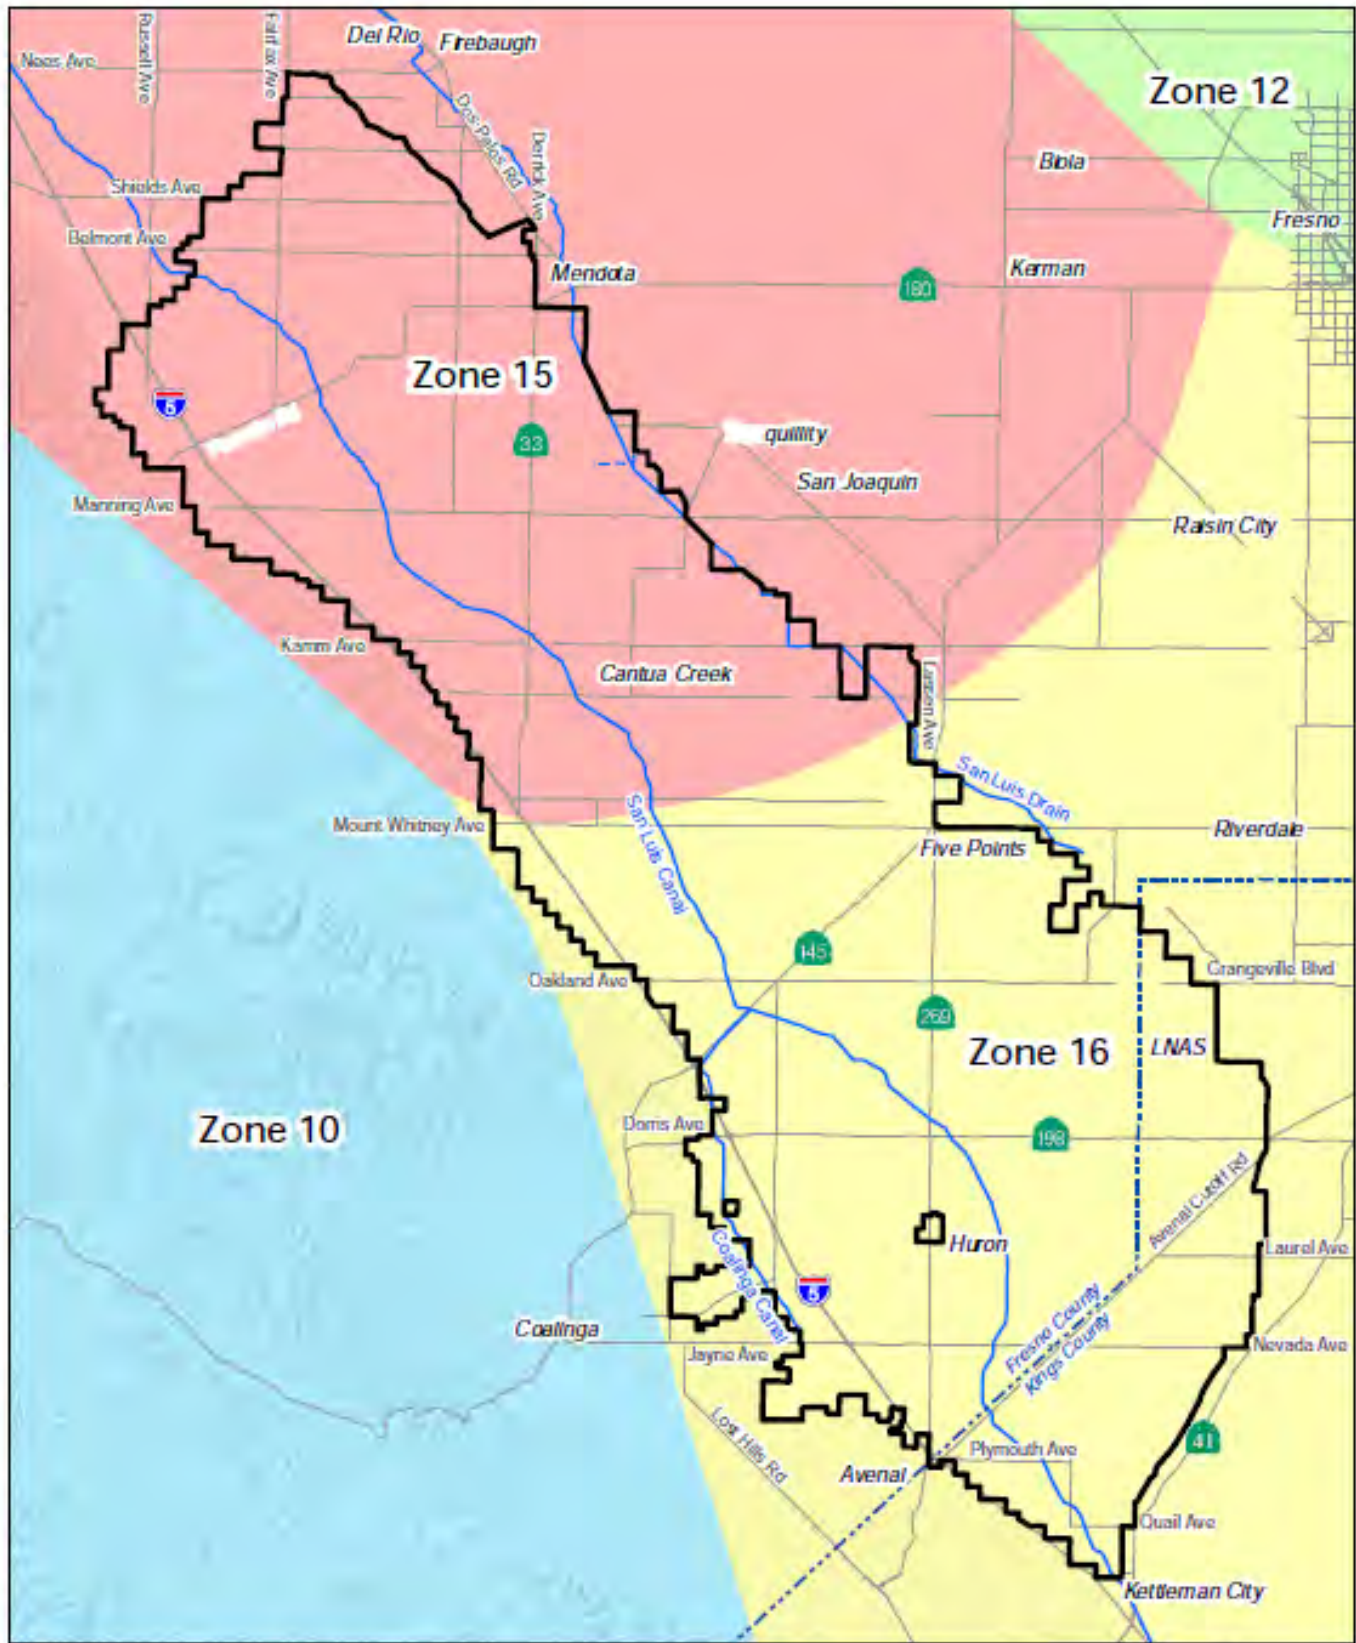 Del Rio
Firebaugh
Russell Ave
Fairfax Ave
Nees Ave
Zone 12
Dos Palos Rd
Derrick Ave
Biola
Shields Ave
Fresno
Belmont Ave
Mendota
Kerman
180
Zone 15
5
33
quillity
San Joaquin
Manning Ave
Raisin City
Kamm Ave
Cantua Creek
Lassen Ave
San Luis Drain
Mount Whitney Ave
San Luis Canal
Riverdale
Five Points
145
Oakland Ave
Grangeville Blvd
269
Zone 16
LNAS
Zone 10
Dorris Ave
198
Avenal Cutoff Rd
Huron
Laurel Ave
Coalinga Canal
5
Fresno County
Kings County
Coalinga
Jayne Ave
Nevada Ave
Lost Hills Rd
41
Plymouth Ave
Avenal
Quail Ave
Kettleman City